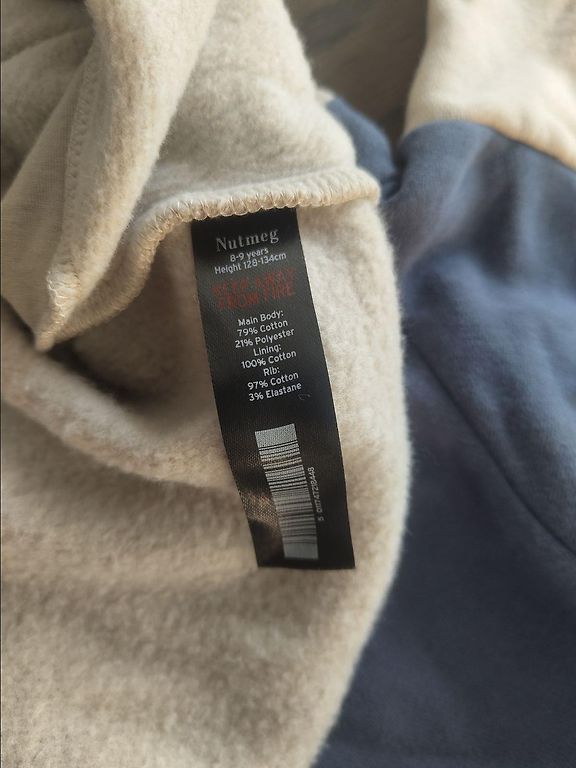 Nutmeg
8-9 years
Height 128-134cm
KEEP AWAY
FROM FIRE
Main Body:
79% Cotton
21% Polyester
Lining:
100% Cotton
Rib:
97% Cotton
3% Elastane